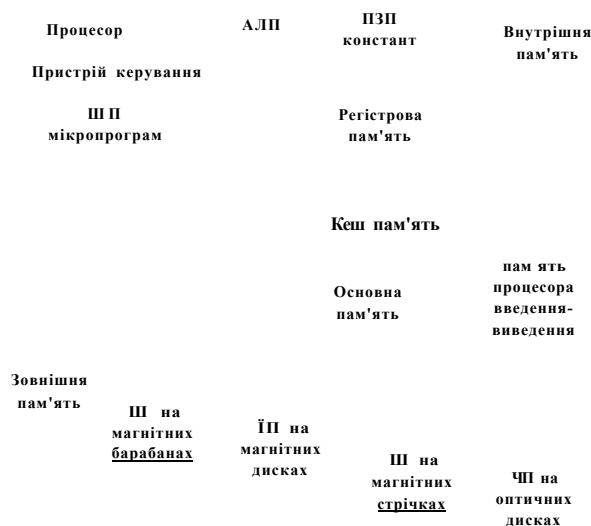 Процесор
АЛП
ПЗП
констант
Внутрішня
пам'ять
Пристрій керування
ШП
мікропрограм
Регістрова
пам'ять
Кеш пам'ять
Основна
пам'ять
пам ять
процесора
введення-
виведення
Зовнішня
пам'ять
Ш на
магнітних
барабанах
ЇП на
магнітних
дисках
Ш на
магнітних
стрічках
ЧП на
оптичних
дисках